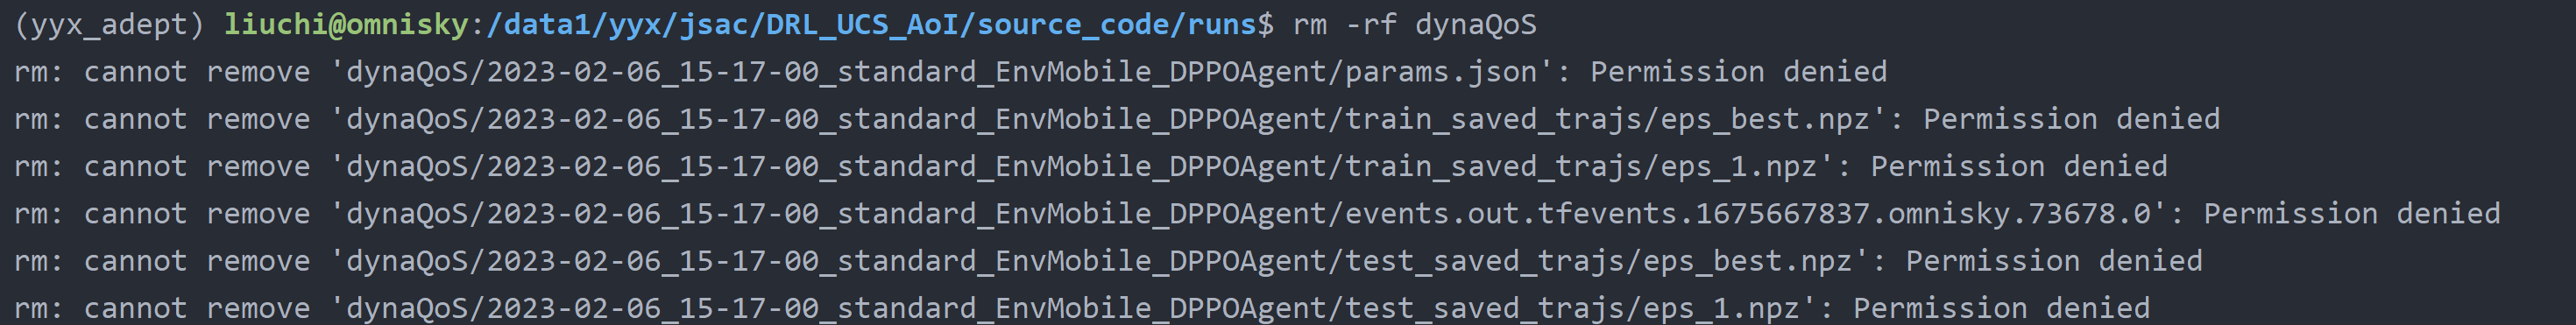 (yyx_adept) liuchi@omnisky:/data1/yyx/jsac/DRL_UCS_AoI/source_code/runs$ rm -rf dynaQoS
rm: cannot remove 'dynaQoS/2023-02-06_15-17-00_standard_EnvMobile_DPPOAgent/params.json': Permission denied
rm: cannot remove 'dynaQoS/2023-02-06_15-17-00_standard_EnvMobile_DPPOAgent/train_saved_trajs/eps_best.npz': Permission denied
rm: cannot remove 'dynaQoS/2023-02-06_15-17-00_standard_EnvMobile_DPPOAgent/train_saved_trajs/eps_1.npz': Permission denied
rm: cannot remove 'dynaQoS/2023-02-06_15-17-00_standard_EnvMobile_DPPOAgent/events.out.tfevents.1675667837.omnisky.73678.0': Permission denied
rm: cannot remove 'dynaQoS/2023-02-06_15-17-00_standard_EnvMobile_DPPOAgent/test_saved_trajs/eps_best.npz': Permission denied
rm: cannot remove 'dynaQoS/2023-02-06_15-17-00_standard_EnvMobile_DPPOAgent/test_saved_trajs/eps_1.npz': Permission denied